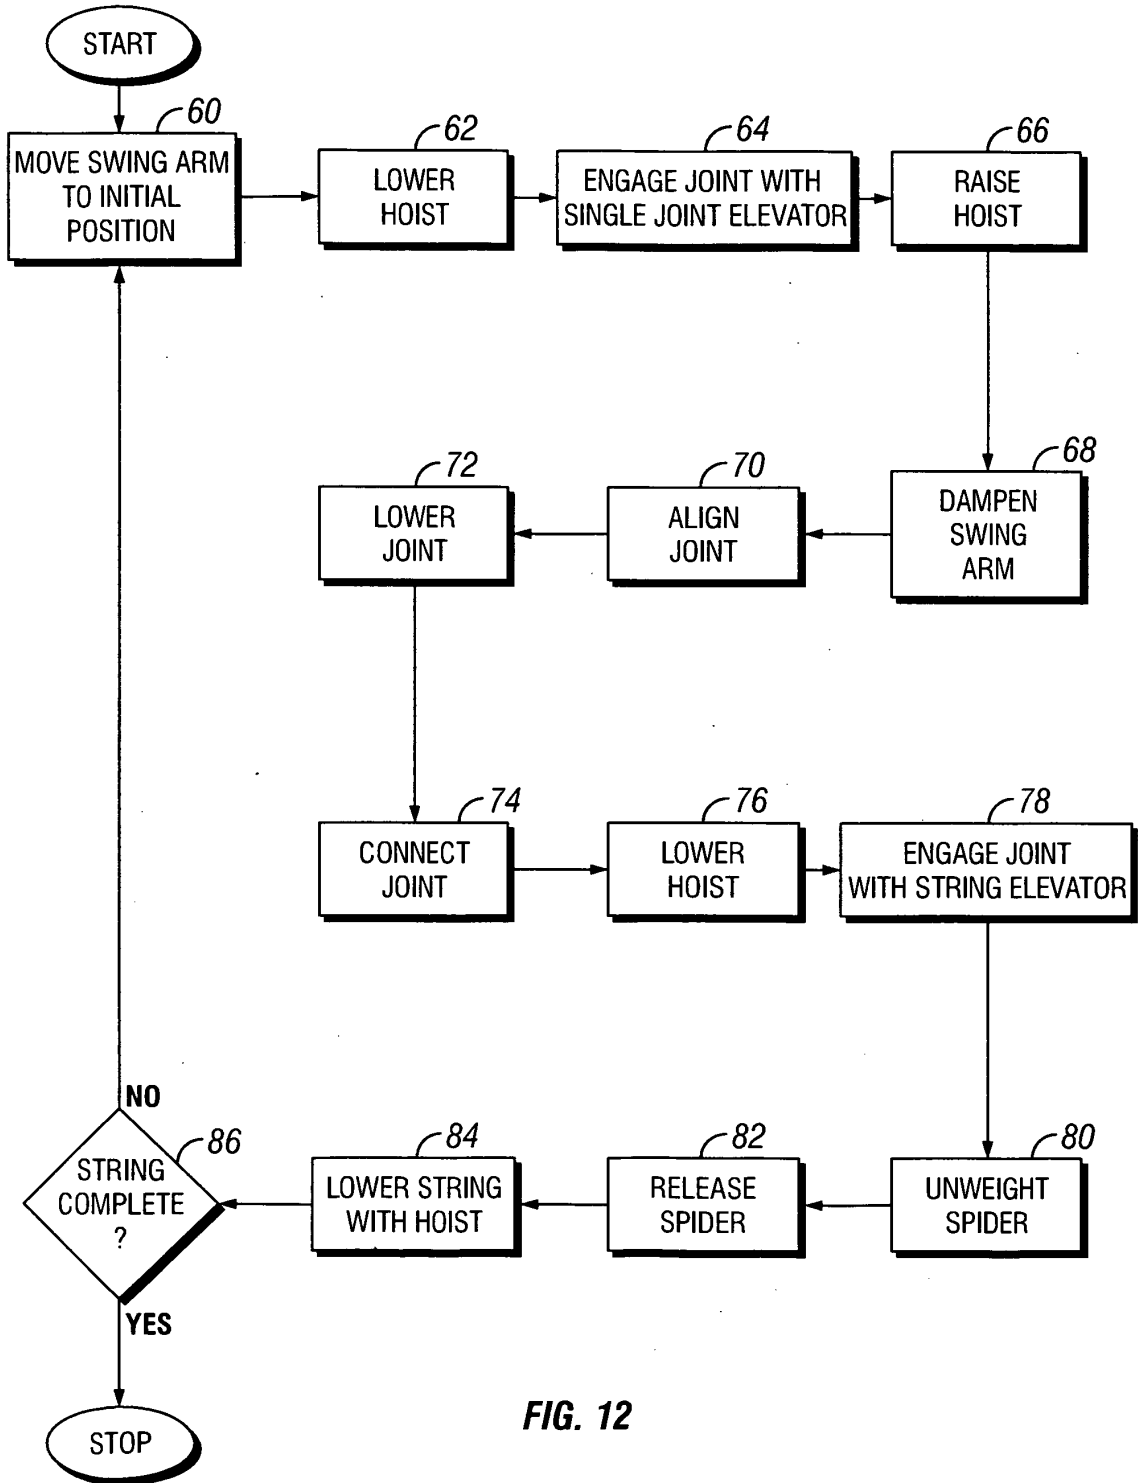 START
60
MOVE SWING ARM
TO INITIAL
POSITION
62
LOWER
HOIST
64
ENGAGE JOINT WITH
SINGLE JOINT ELEVATOR
66
RAISE
HOIST
68
DAMPEN
SWING
ARM
70
ALIGN
JOINT
72
LOWER
JOINT
74
CONNECT
JOINT
76
LOWER
HOIST
78
ENGAGE JOINT
WITH STRING ELEVATOR
80
UNWEIGHT
SPIDER
82
RELEASE
SPIDER
84
LOWER STRING
WITH HOIST
86
STRING
COMPLETE
?
NO
YES
STOP
FIG. 12